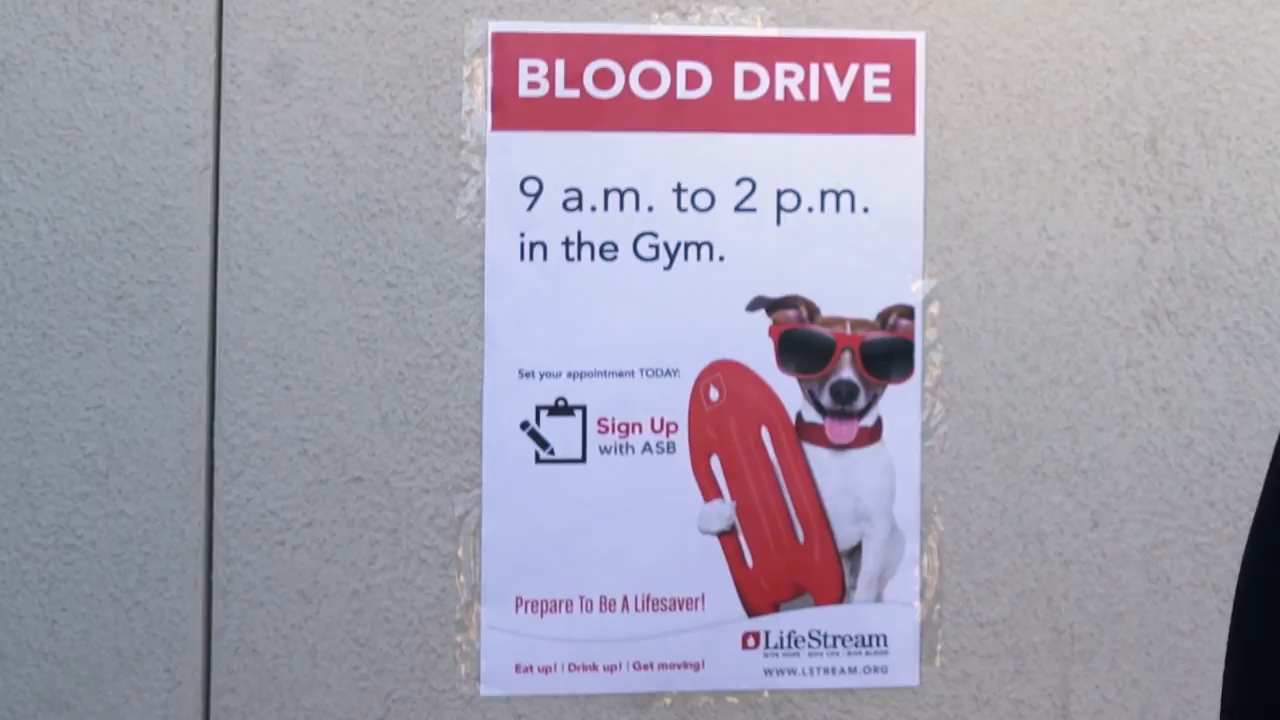 BLOOD DRIVE
9 a.m. to 2 p.m.
in the Gym.
Set your appointment TODAY:
Sign Up
with ASB
Prepare To Be A Lifesaver!
LifeStream
GIVE HOPE · GIVE LIFE · GIVE BLOOD
Eat up! | Drink up! | Get moving!
WWW.LSTREAM.ORG